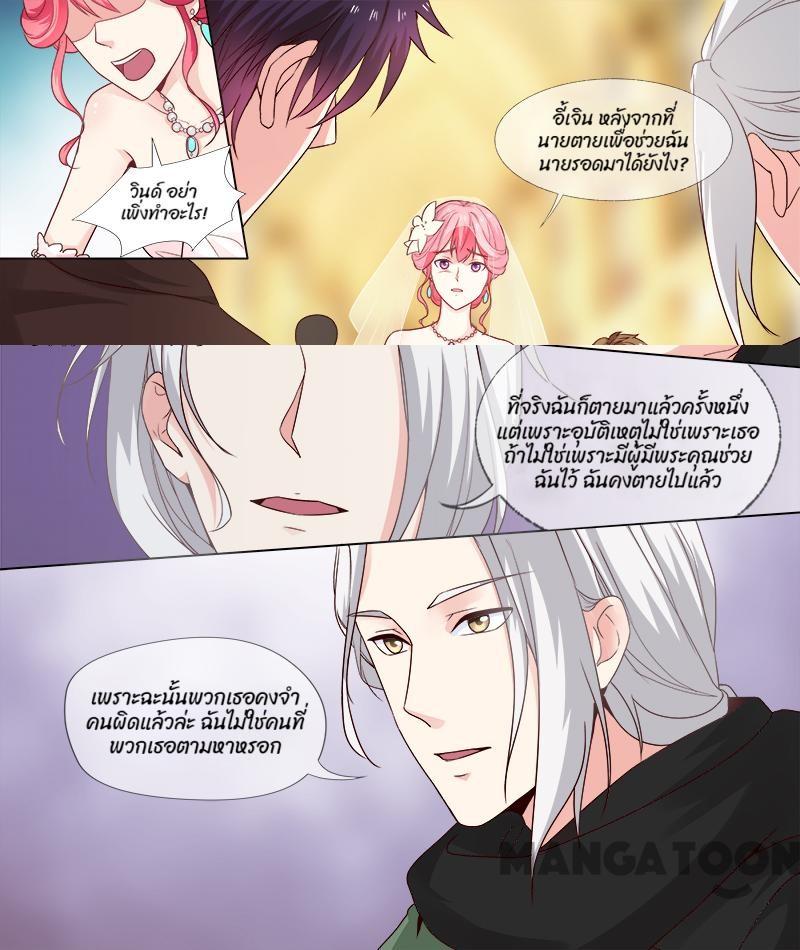 วินด์ อย่า
เพิ่งทำอะไร!
อี้เจิน หลังจากที่
นายตายเพื่อช่วยฉัน
นายรอดมาได้ยังไง?
ที่จริงฉันก็ตายมาแล้วครั้งหนึ่ง
แต่เพราะอุบัติเหตุไม่ใช่เพราะเธอ
ถ้าไม่ใช่เพราะมีผู้มีพระคุณช่วย
ฉันไว้ ฉันคงตายไปแล้ว
เพราะฉะนั้นพวกเธอคงจำ
คนผิดแล้วล่ะ ฉันไม่ใช่คนที่
พวกเธอตามหาหรอก
MANGATOON